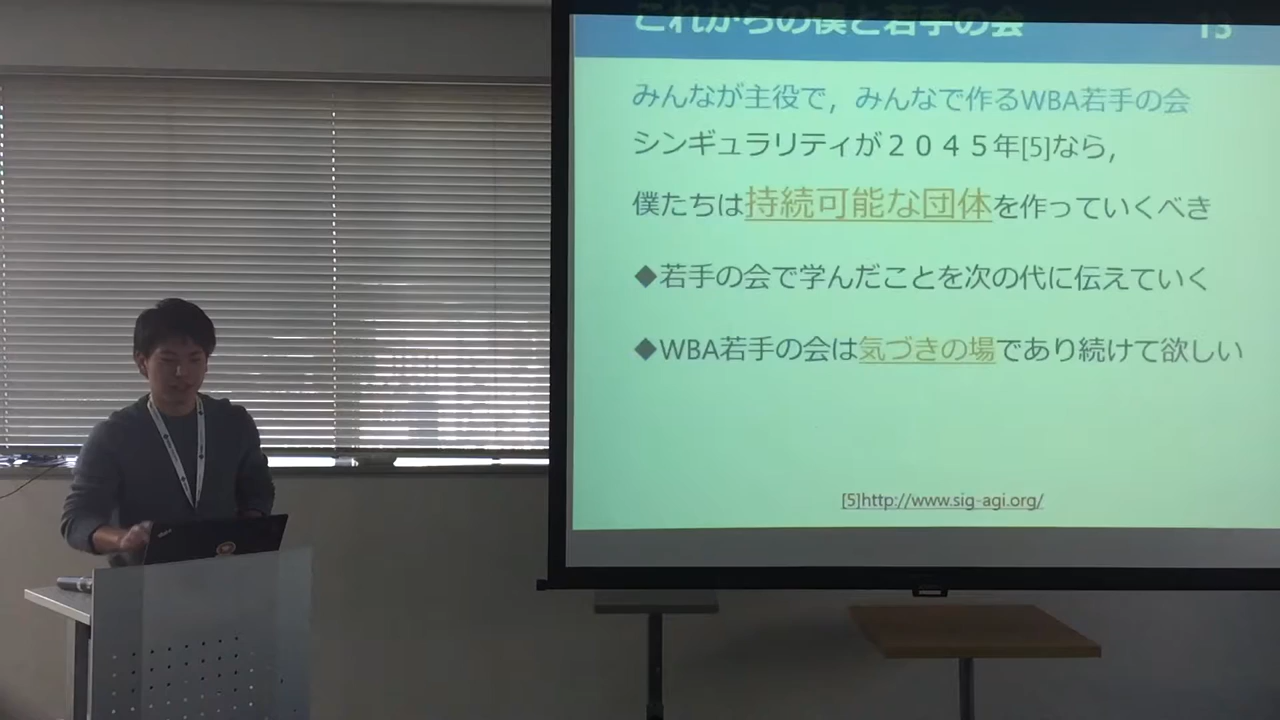 これからの僕と若手の会 13
みんなが主役で，みんなで作るWBA若手の会
シンギュラリティが２０４５年[5]なら，
僕たちは持続可能な団体を作っていくべき
◆若手の会で学んだことを次の代に伝えていく
◆WBA若手の会は気づきの場であり続けて欲しい
[5]http://www.sig-agi.org/